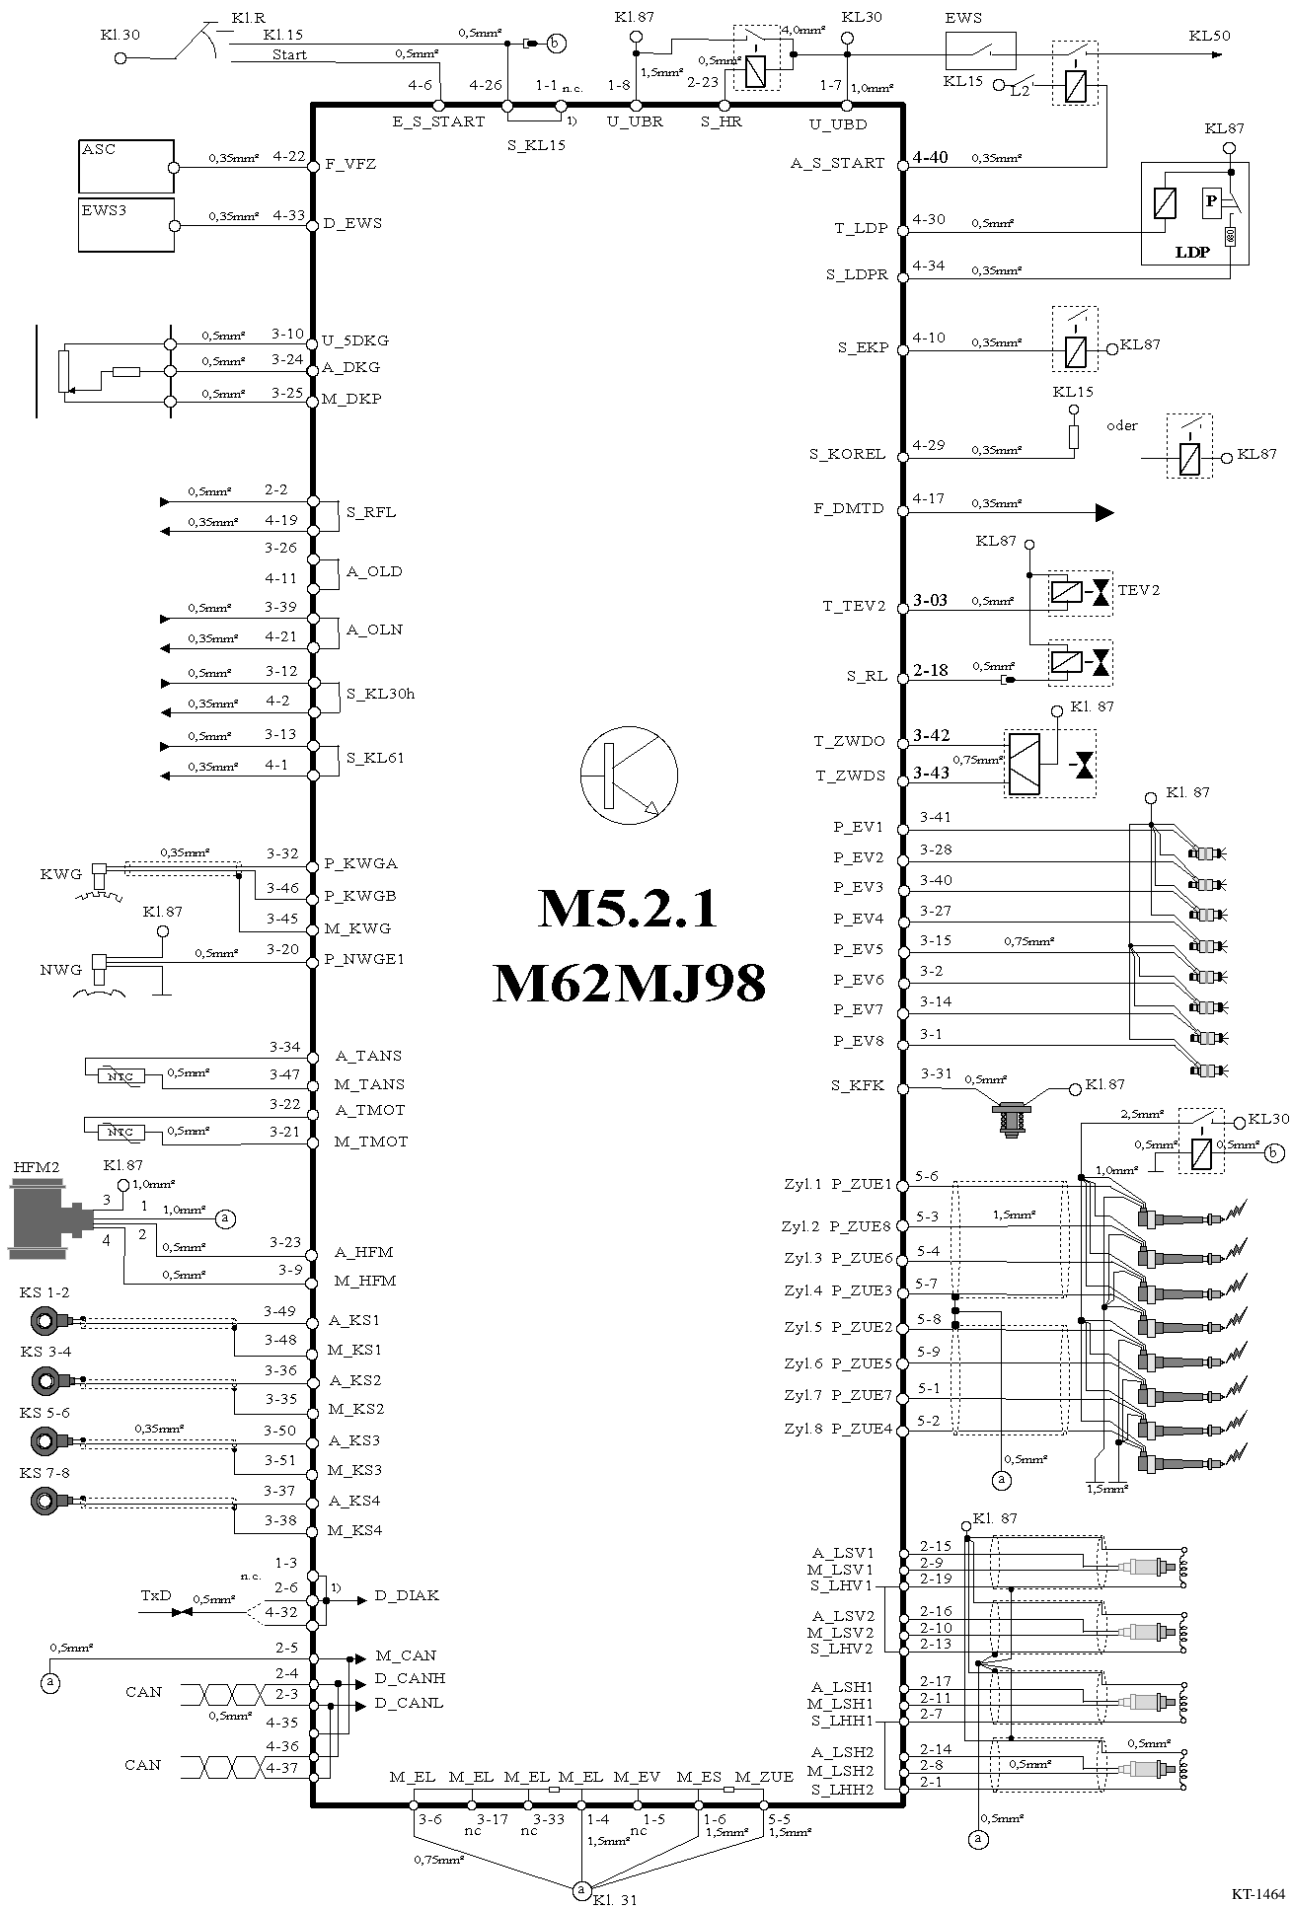 Kl.30
Kl.R
Kl.15
Start
0,5mm²
0,5mm²
b
Kl.87
1,5mm²
0,5mm²
4,0mm²
KL30
EWS
KL50
KL15
L2
4-6
4-26
1-1 n.c.
1-8
2-23
1-7
1,0mm²
E_S_START
S_KL15
1)
U_UBR
S_HR
U_UBD
ASC
0,35mm²
4-22
F_VFZ
EWS3
0,35mm²
4-33
D_EWS
0,5mm²
3-10
U_5DKG
0,5mm²
3-24
A_DKG
0,5mm²
3-25
M_DKP
0,5mm²
2-2
S_RFL
0,35mm²
4-19
3-26
A_OLD
4-11
0,5mm²
3-39
A_OLN
0,35mm²
4-21
0,5mm²
3-12
S_KL30h
0,35mm²
4-2
0,5mm²
3-13
S_KL61
0,35mm²
4-1
KWG
0,35mm²
3-32
P_KWGA
3-46
P_KWGB
3-45
M_KWG
Kl.87
NWG
0,5mm²
3-20
P_NWGE1
3-34
A_TANS
NTC
0,5mm²
3-47
M_TANS
3-22
A_TMOT
NTC
0,5mm²
3-21
M_TMOT
HFM2
Kl.87
3
1,0mm²
1
1,0mm²
a
2
4
0,5mm²
3-23
A_HFM
0,5mm²
3-9
M_HFM
KS 1-2
3-49
A_KS1
3-48
M_KS1
KS 3-4
3-36
A_KS2
3-35
M_KS2
KS 5-6
0,35mm²
3-50
A_KS3
3-51
M_KS3
KS 7-8
3-37
A_KS4
3-38
M_KS4
1-3
n.c.
2-6
1)
TxD
0,5mm²
4-32
D_DIAK
0,5mm²
a
2-5
M_CAN
2-4
D_CANH
CAN
2-3
D_CANL
0,5mm²
4-35
4-36
CAN
4-37
M5.2.1
M62MJ98
A_S_START
4-40
0,35mm²
KL87
P
680
LDP
T_LDP
4-30
0,5mm²
S_LDPR
4-34
0,35mm²
S_EKP
4-10
0,35mm²
KL87
KL15
oder
S_KOREL
4-29
0,35mm²
KL87
F_DMTD
4-17
0,35mm²
KL87
TEV2
T_TEV2
3-03
0,5mm²
S_RL
2-18
0,5mm²
Kl. 87
T_ZWDO
3-42
0,75mm²
T_ZWDS
3-43
Kl. 87
P_EV1
3-41
P_EV2
3-28
P_EV3
3-40
P_EV4
3-27
P_EV5
3-15
0,75mm²
P_EV6
3-2
P_EV7
3-14
P_EV8
3-1
S_KFK
3-31
0,5mm²
Kl.87
2,5mm²
KL30
0,5mm²
0,5mm²
b
1,0mm²
Zyl.1 P_ZUE1
5-6
Zyl.2 P_ZUE8
5-3
1,5mm²
Zyl.3 P_ZUE6
5-4
Zyl.4 P_ZUE3
5-7
Zyl.5 P_ZUE2
5-8
Zyl.6 P_ZUE5
5-9
Zyl.7 P_ZUE7
5-1
Zyl.8 P_ZUE4
5-2
0,5mm²
a
1,5mm²
Kl. 87
A_LSV1
2-15
M_LSV1
2-9
S_LHV1
2-19
A_LSV2
2-16
M_LSV2
2-10
S_LHV2
2-13
A_LSH1
2-17
M_LSH1
2-11
S_LHH1
2-7
A_LSH2
2-14
0,5mm²
M_LSH2
2-8
0,5mm²
S_LHH2
2-1
0,5mm²
a
M_EL M_EL M_EL M_EL M_EV M_ES M_ZUE
3-6 3-17 3-33 1-4 1-5 1-6 5-5
nc nc 1,5mm² nc 1,5mm² 1,5mm²
0,75mm²
a
Kl. 31
KT-1464